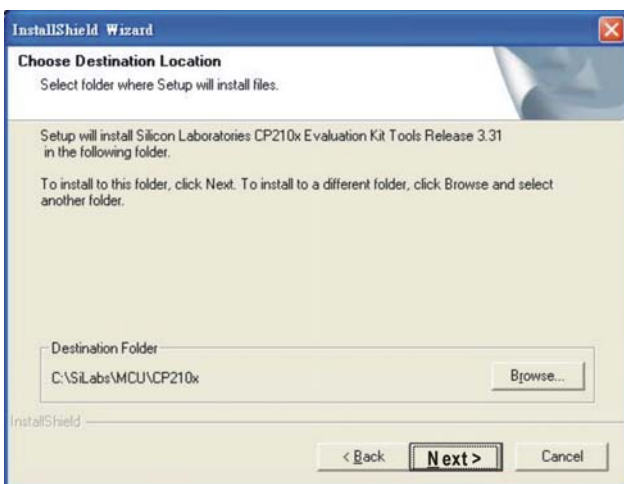 InstallShield Wizard
Choose Destination Location
Select folder where Setup will install files.
Setup will install Silicon Laboratories CP210x Evaluation Kit Tools Release 3.31
in the following folder.
To install to this folder, click Next. To install to a different folder, click Browse and select
another folder.
Destination Folder
C:\SiLabs\MCU\CP210x
Browse...
InstallShield
< Back
Next >
Cancel